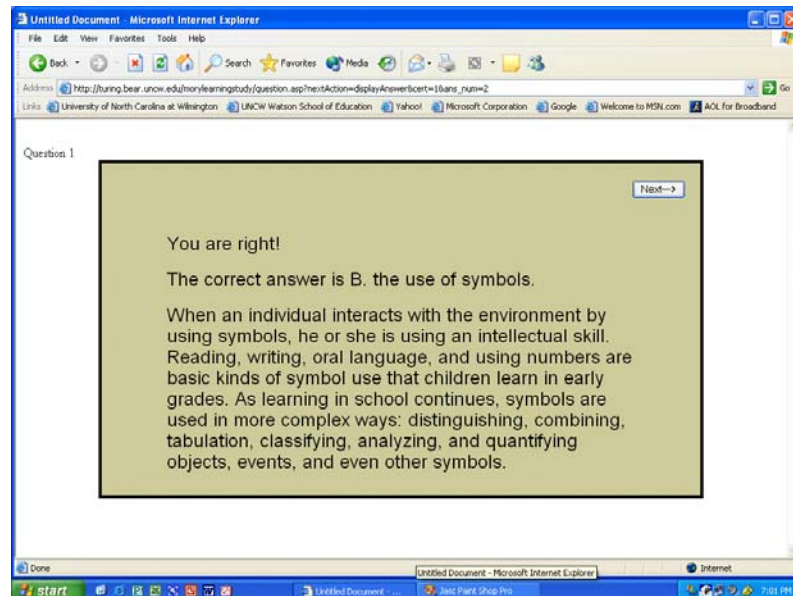 Untitled Document - Microsoft Internet Explorer
File Edit View Favorites Tools Help
Back Search Favorites Media
Address http://turing.bear.uncw.edu/morylearningstudy/question.asp?nextAction=displayAnswer&cert=1&ans_num=2 Go
Links University of North Carolina at Wilmington UNCW Watson School of Education Yahoo! Microsoft Corporation Google Welcome to MSN.com AOL for Broadband
Question 1
Next-->
You are right!
The correct answer is B. the use of symbols.
When an individual interacts with the environment by
using symbols, he or she is using an intellectual skill.
Reading, writing, oral language, and using numbers are
basic kinds of symbol use that children learn in early
grades. As learning in school continues, symbols are
used in more complex ways: distinguishing, combining,
tabulation, classifying, analyzing, and quantifying
objects, events, and even other symbols.
Done Internet
Untitled Document - Microsoft Internet Explorer
start Untitled Document - ... Jasc Paint Shop Pro 7:01 PM